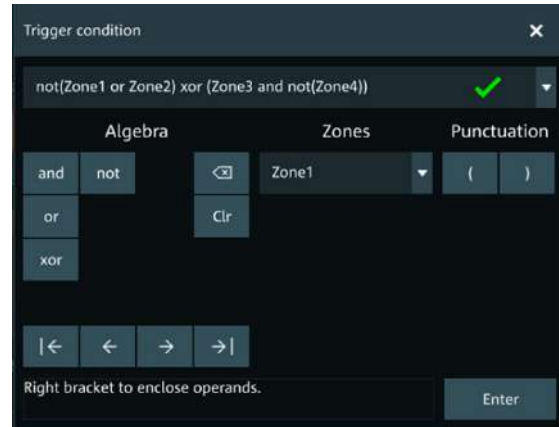 Trigger condition
not(Zone1 or Zone2) xor (Zone3 and not(Zone4))
Algebra Zones Punctuation
and not Zone1 ( )
or Clr
xor
|← ← → →|
Right bracket to enclose operands.
Enter